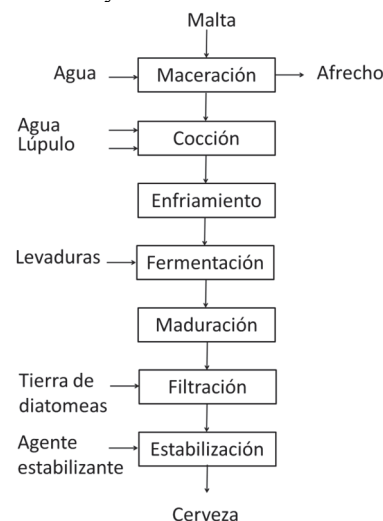 Malta
Agua
Maceración
Afrecho
Agua
Lúpulo
Cocción
Enfriamiento
Levaduras
Fermentación
Maduración
Tierra de
diatomeas
Filtración
Agente
estabilizante
Estabilización
Cerveza